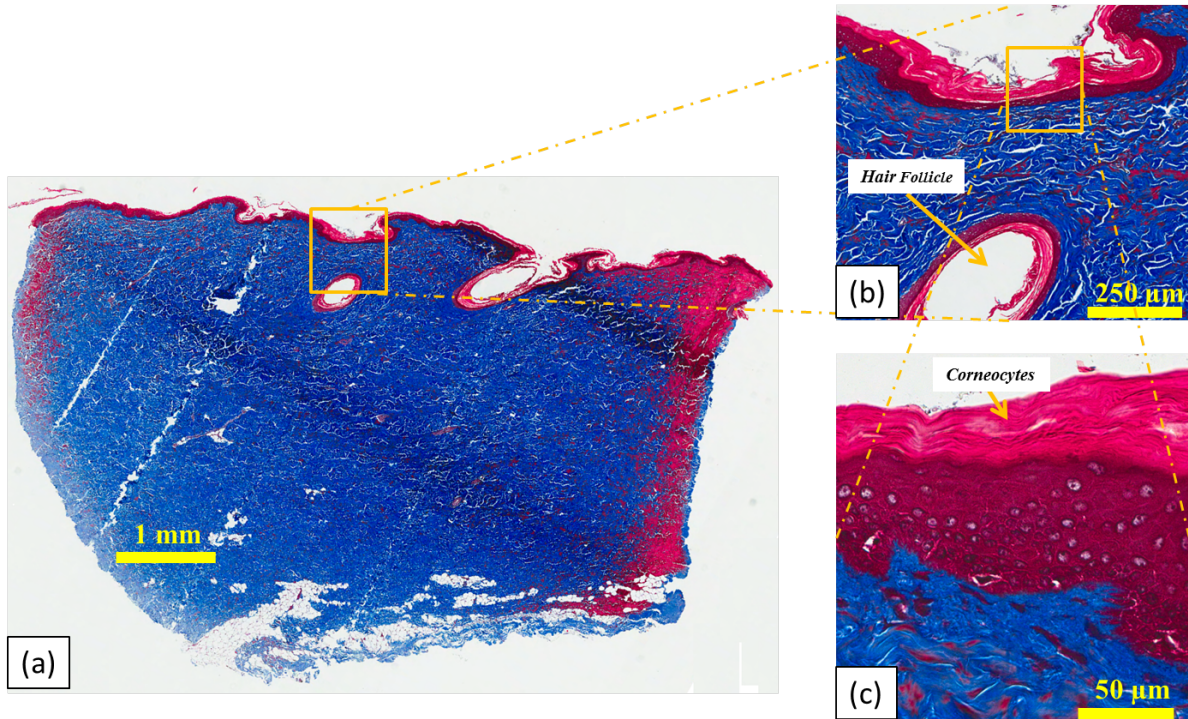 1 mm
(a)
Hair Follicle
(b)
250 µm
Corneocytes
(c)
50 µm